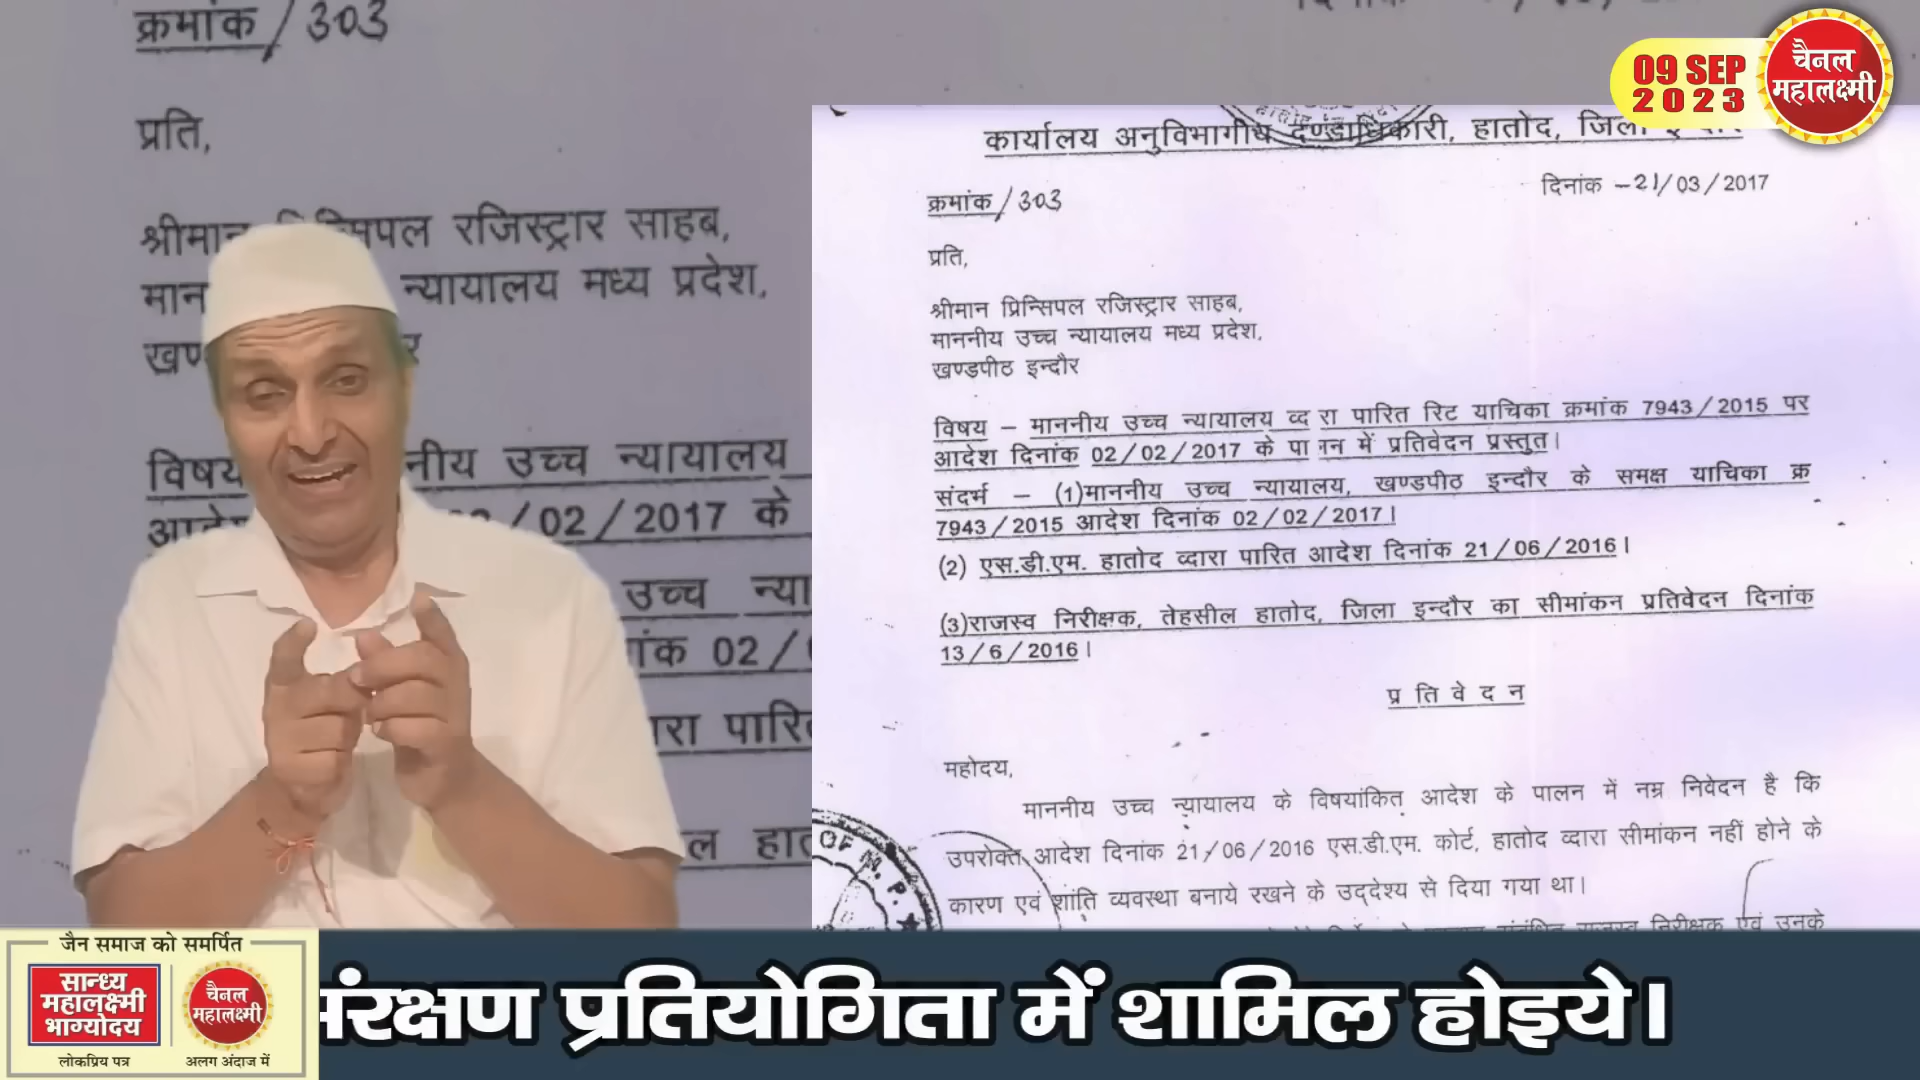 क्रमांक / 303
प्रति,
श्रीमान
न्यायालय मध्य प्रदेश,
उच्च न्यायालय
02/2017 के
उच्च
09 SEP
2023
चैनल
महालक्ष्मी
कार्यालय अनुविभागीय दण्डाधिकारी, हातोद, जिला
क्रमांक / 303
दिनांक –21/03/2017
प्रति,
श्रीमान प्रिन्सिपल रजिस्ट्रार साहब,
माननीय उच्च न्यायालय मध्य प्रदेश,
खण्डपीठ इन्दौर
विषय – माननीय उच्च न्यायालय व्द रा पारित रिट याचिका क्रमांक 7943/2015 पर
आदेश दिनांक 02/02/2017 के पा नन में प्रतिवेदन प्रस्तुत।
संदर्भ – (1)माननीय उच्च न्यायालय, खण्डपीठ इन्दौर के समक्ष याचिका क्र
7943/2015 आदेश दिनांक 02/02/2017।
(2) एस.डी.एम. हातोद व्दारा पारित आदेश दिनांक 21/06/2016।
(3)राजस्व निरीक्षक, तेहसील हातोद, जिला इन्दौर का सीमांकन प्रतिवेदन दिनांक
13/6/2016।
प्र ति वे द न
महोदय,
माननीय उच्च न्यायालय के विषयांकित आदेश के पालन में नम्र निवेदन है कि
उपरोक्त आदेश दिनांक 21/06/2016 एस.डी.एम. कोर्ट, हातोद व्दारा सीमांकन नहीं होने के
कारण एवं शांति व्यवस्था बनाये रखने के उद्देश्य से दिया गया था।
राजस्व निरीक्षक एवं उनके
OF M. P.
जैन समाज को समर्पित
सान्ध्य
महालक्ष्मी
भाग्योदय
लोकप्रिय पत्र
चैनल
महालक्ष्मी
अलग अंदाज में
संरक्षण प्रतियोगिता में शामिल होइये।